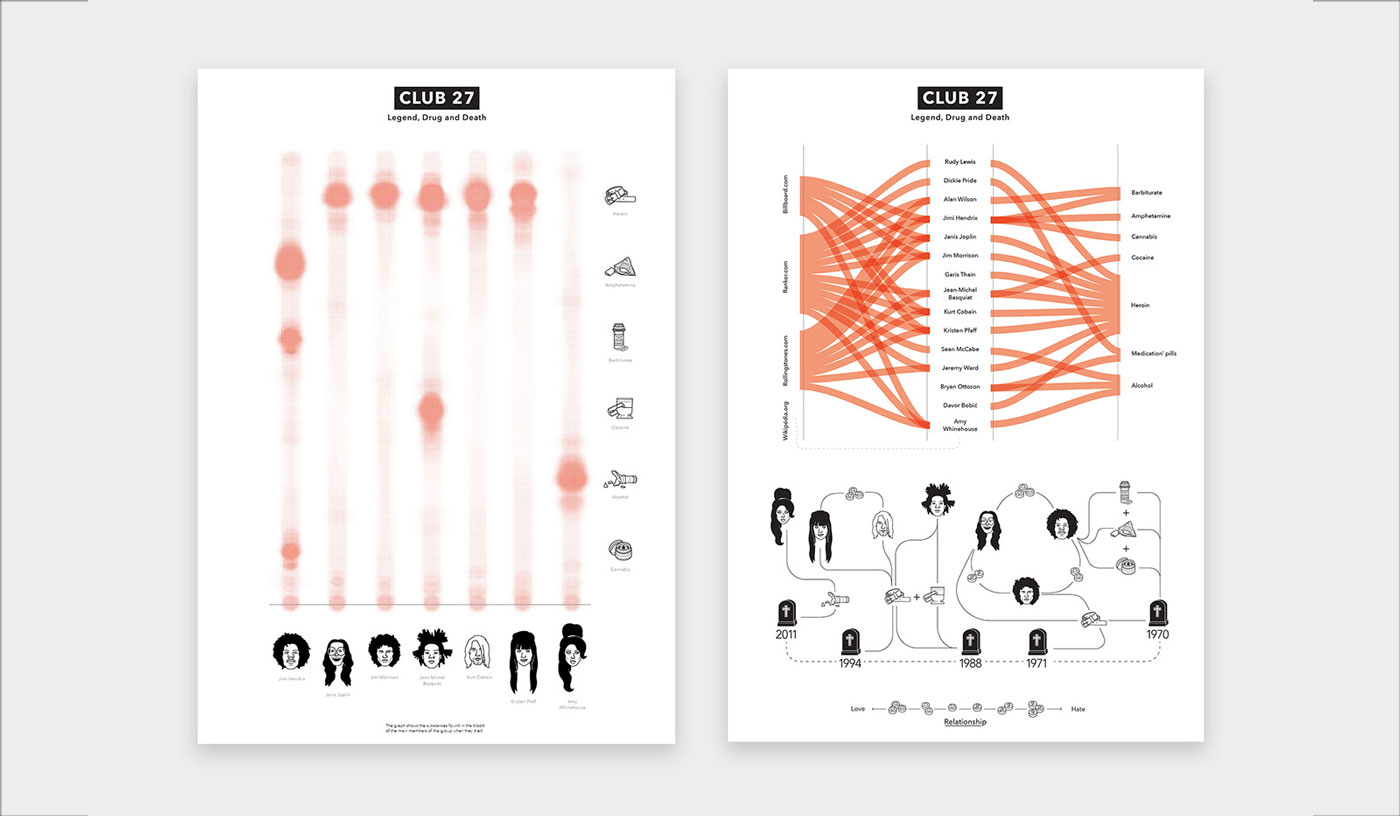 CLUB 27
Legend, Drug and Death
Heroin
Amphetamine
Barbiturate
Cocaine
Alcohol
Cannabis
Jimi Hendrix
Janis Joplin
Jim Morrison
Jean-Michel
Basquiat
Kurt Cobain
Kristen Pfaff
Amy
Whinehouse
The graph shows the substances found in the blood
of the main members of the group when they died.
CLUB 27
Legend, Drug and Death
Billboard.com
Ranker.com
Rollingstones.com
Wikipedia.org
Rudy Lewis
Dickie Pride
Alan Wilson
Jimi Hendrix
Janis Joplin
Jim Morrison
Garis Thain
Jean-Michel
Basquiat
Kurt Cobain
Kristen Pfaff
Sean McCabe
Jeremy Ward
Bryan Ottoson
Davor Bobić
Amy
Whinehouse
Barbiturate
Amphetamine
Cannabis
Cocaine
Heroin
Medication' pills
Alcohol
+
+
+
2011
1994
1988
1971
1970
Love
Hate
Relationship